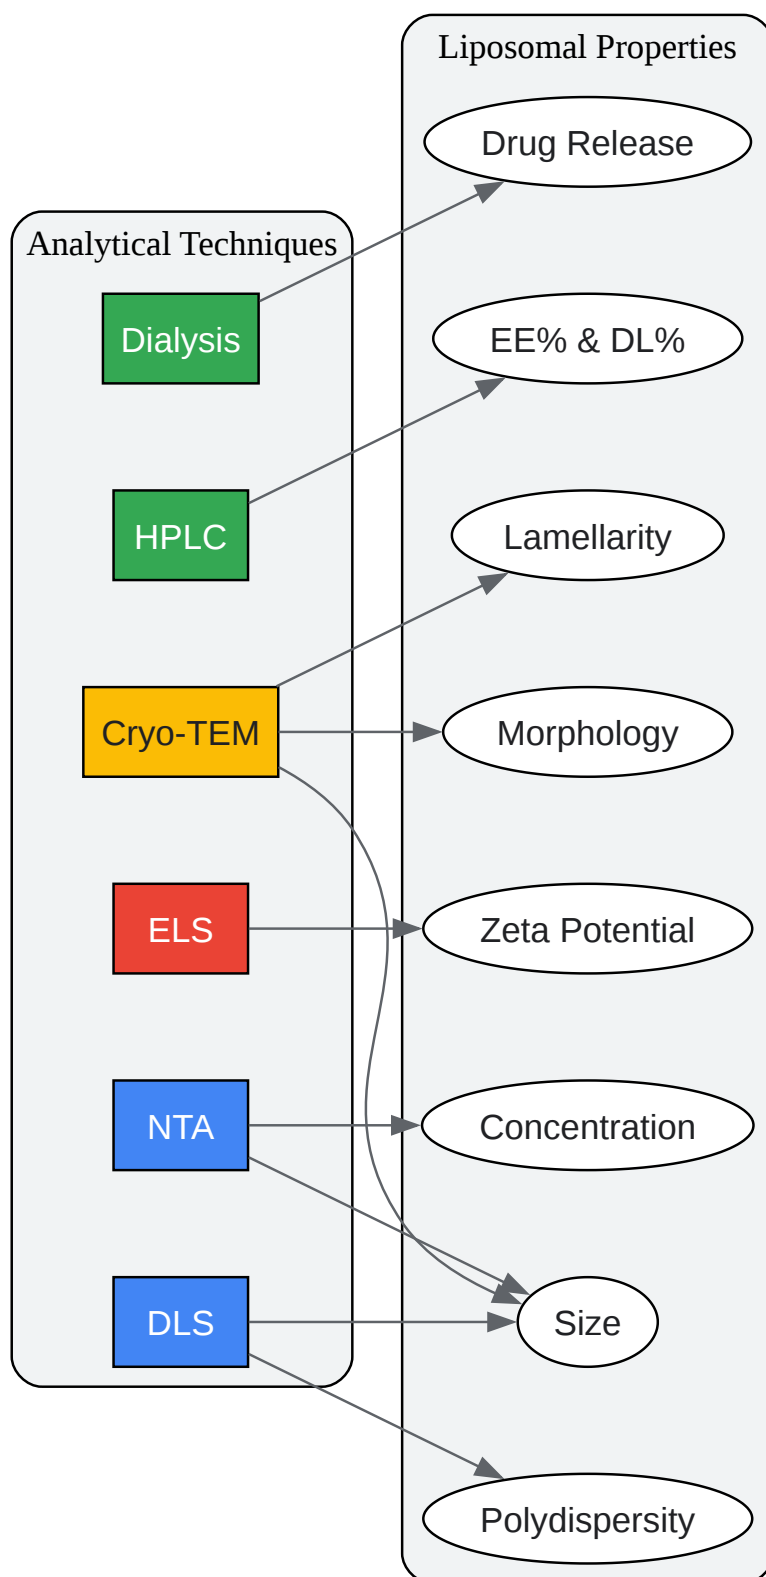 Liposomal Properties
Drug Release
Analytical Techniques
Dialysis
EE% & DL%
HPLC
Lamellarity
Cryo-TEM
Morphology
ELS
Zeta Potential
NTA
Concentration
DLS
Size
Polydispersity